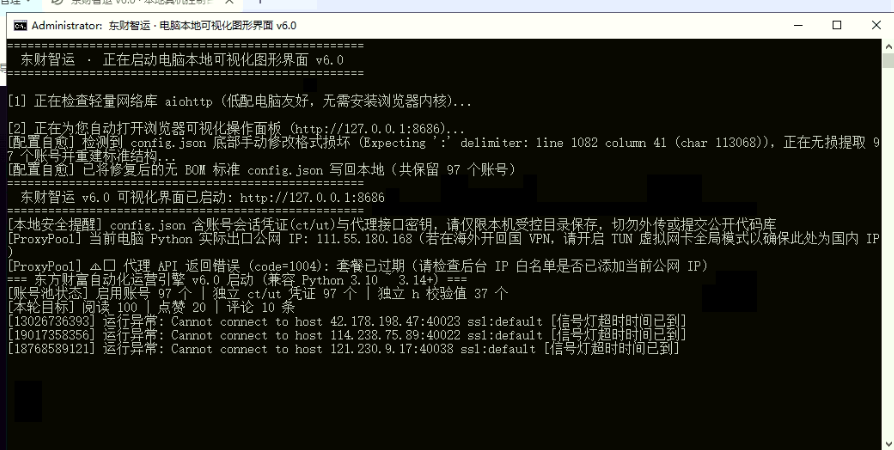 东财智运 v6.0 · 本地真机控制
Administrator: 东财智运 · 电脑本地可视化图形界面 v6.0
====================================================
东财智运 · 正在启动电脑本地可视化图形界面 v6.0
====================================================
[1] 正在检查轻量网络库 aiohttp (低配电脑友好, 无需安装浏览器内核)...
[2] 正在为您自动打开浏览器可视化操作面板 (http://127.0.0.1:8686)...
[配置自愈] 检测到 config.json 底部手动修改格式损坏 (Expecting ':' delimiter: line 1082 column 41 (char 113068)), 正在无损提取 9
7 个账号并重建标准结构...
[配置自愈] 已将修复后的无 BOM 标准 config.json 写回本地 (共保留 97 个账号)
====================================================
东财智运 v6.0 可视化界面已启动: http://127.0.0.1:8686
====================================================
[本地安全提醒] config.json 含账号会话凭证(ct/ut)与代理接口密钥, 请仅限本机受控目录保存, 切勿外传或提交公开代码库
[ProxyPool] 当前电脑 Python 实际出口公网 IP: 111.55.180.168 (若在海外开回国 VPN, 请开启 TUN 虚拟网卡全局模式以确保此处为国内 IP
)
[ProxyPool] ⚠□ 代理 API 返回错误 (code=1004): 套餐已过期 (请检查后台 IP 白名单是否已添加当前公网 IP)
=== 东方财富自动化运营引擎 v6.0 启动 (兼容 Python 3.10 ~ 3.14+) ===
[账号池状态] 启用账号 97 个 | 独立 ct/ut 凭证 97 个 | 独立 h 校验值 37 个
[本轮目标] 阅读 100 | 点赞 20 | 评论 10 条
[13026736393] 运行异常: Cannot connect to host 42.178.198.47:40023 ssl:default [信号灯超时时间已到]
[19017358356] 运行异常: Cannot connect to host 114.238.75.89:40022 ssl:default [信号灯超时时间已到]
[18768589121] 运行异常: Cannot connect to host 121.230.9.17:40038 ssl:default [信号灯超时时间已到]